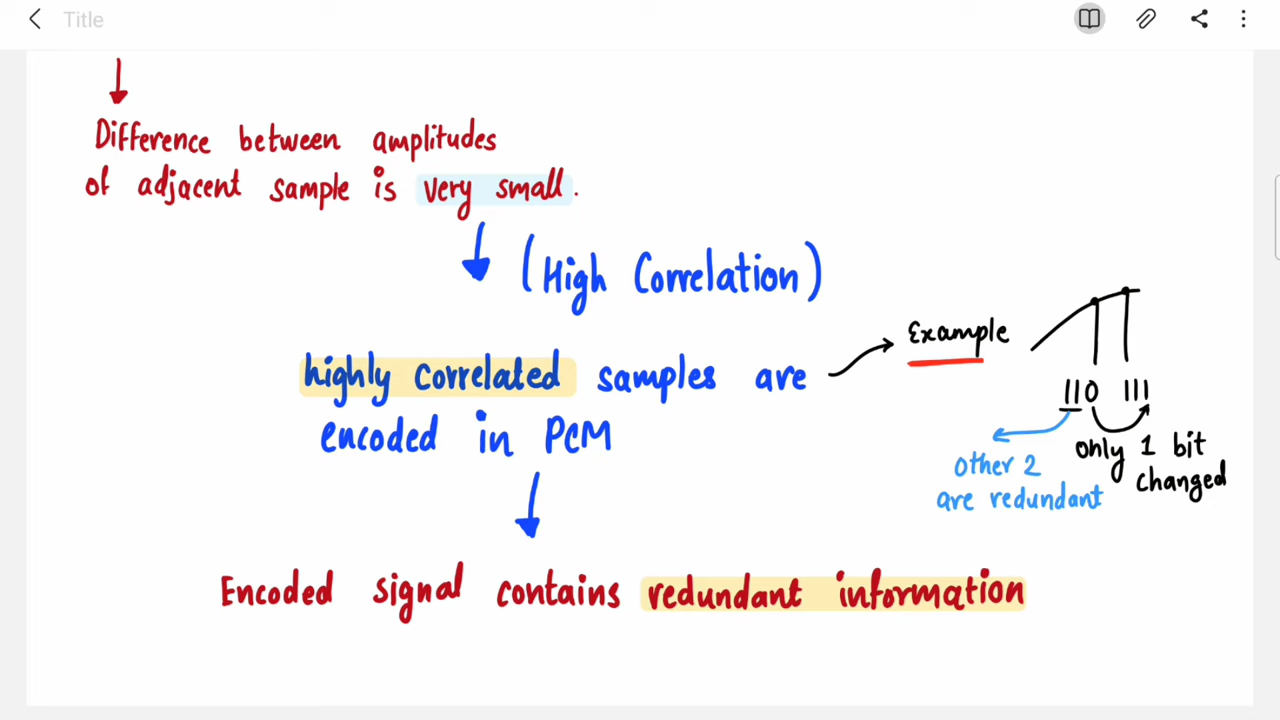 Title
Difference between amplitudes
of adjacent sample is very small.
(High Correlation)
highly correlated samples are
encoded in PCM
Example
110 111
only 1 bit
changed
other 2
are redundant
Encoded signal contains redundant information